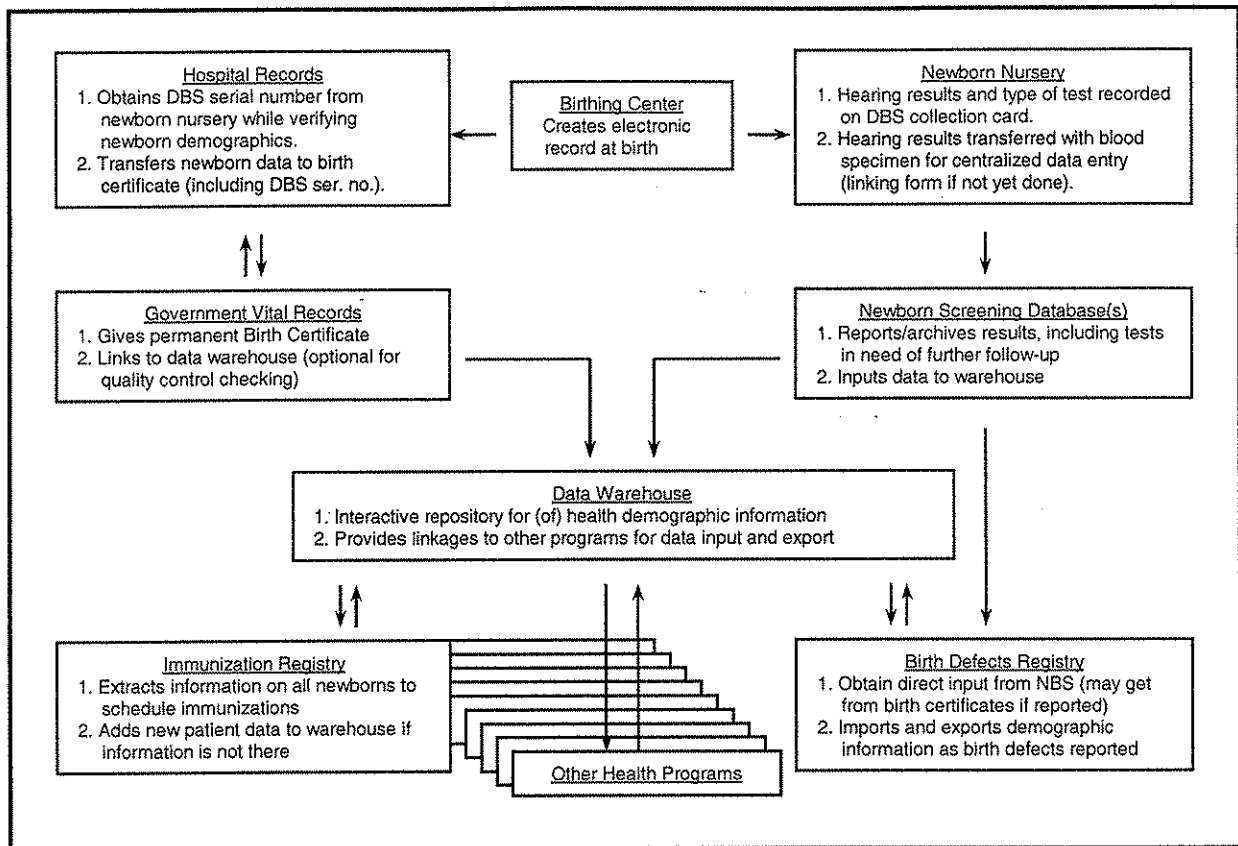 Hospital Records
1. Obtains DBS serial number from
newborn nursery while verifying
newborn demographics.
2. Transfers newborn data to birth
certificate (including DBS ser. no.).
Birthing Center
Creates electronic
record at birth
Newborn Nursery
1. Hearing results and type of test recorded
on DBS collection card.
2. Hearing results transferred with blood
specimen for centralized data entry
(linking form if not yet done).
Government Vital Records
1. Gives permanent Birth Certificate
2. Links to data warehouse (optional for
quality control checking)
Newborn Screening Database(s)
1. Reports/archives results, including tests
in need of further follow-up
2. Inputs data to warehouse
Data Warehouse
1. Interactive repository for (of) health demographic information
2. Provides linkages to other programs for data input and export
Immunization Registry
1. Extracts information on all newborns to
schedule immunizations
2. Adds new patient data to warehouse if
information is not there
Other Health Programs
Birth Defects Registry
1. Obtain direct input from NBS (may get
from birth certificates if reported)
2. Imports and exports demographic
information as birth defects reported